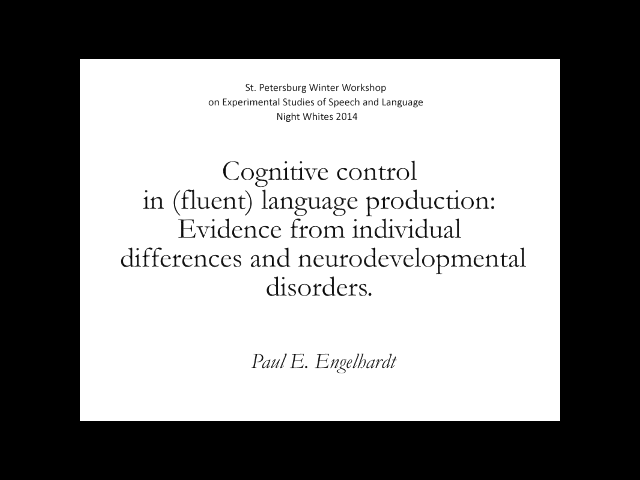 St. Petersburg Winter Workshop
on Experimental Studies of Speech and Language
Night Whites 2014
Cognitive control
in (fluent) language production:
Evidence from individual
differences and neurodevelopmental
disorders.
Paul E. Engelhardt